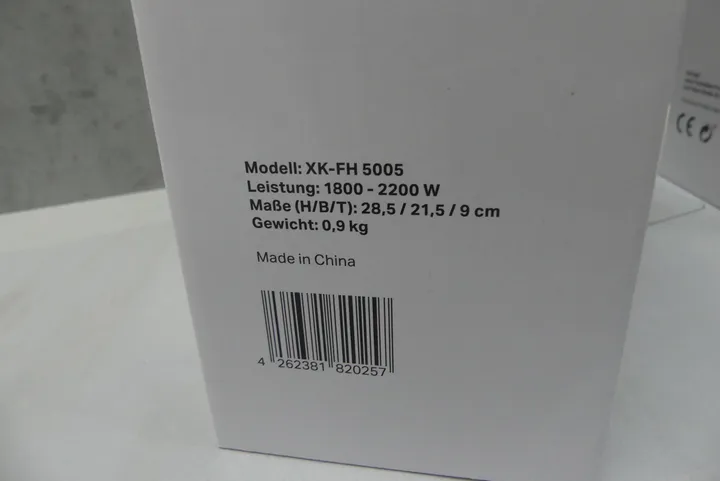 Modell: XK-FH 5005
Leistung: 1800 - 2200 W
Maße (H/B/T): 28,5 / 21,5 / 9 cm
Gewicht: 0,9 kg
Made in China
4 262381 820257
CE